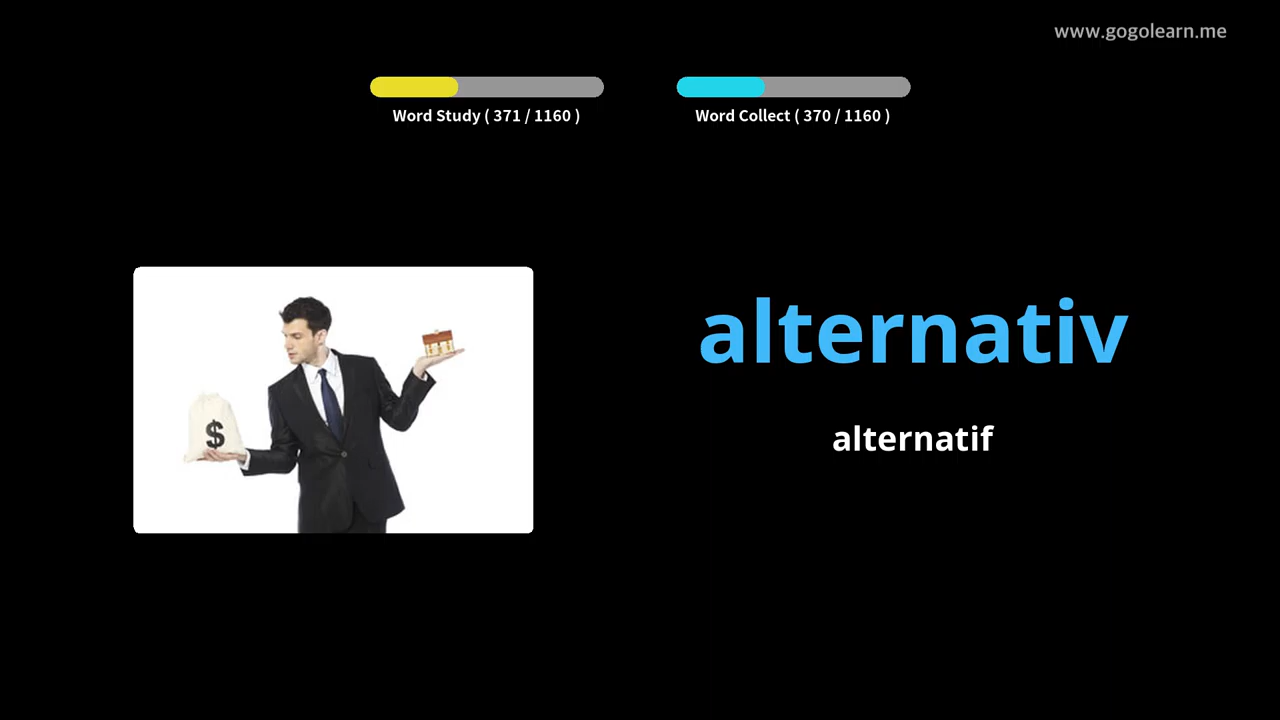 www.gogolearn.me
Word Study ( 371 / 1160 )
Word Collect ( 370 / 1160 )
alternativ
alternatif
$